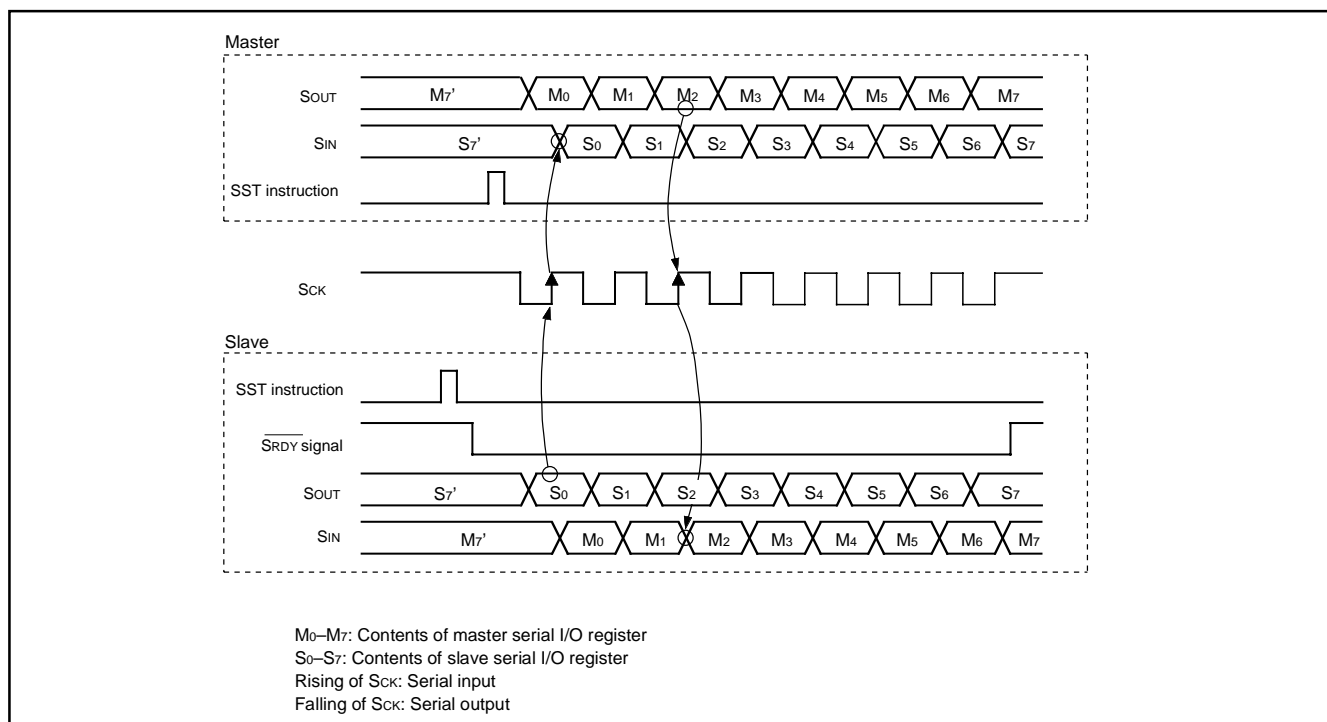 Master
SOUT M7’ M0 M1 M2 M3 M4 M5 M6 M7
SIN S7’ S0 S1 S2 S3 S4 S5 S6 S7
SST instruction
SCK
Slave
SST instruction
SRDY signal
SOUT S7’ S0 S1 S2 S3 S4 S5 S6 S7
SIN M7’ M0 M1 M2 M3 M4 M5 M6 M7
M0–M7: Contents of master serial I/O register
S0–S7: Contents of slave serial I/O register
Rising of SCK: Serial input
Falling of SCK: Serial output